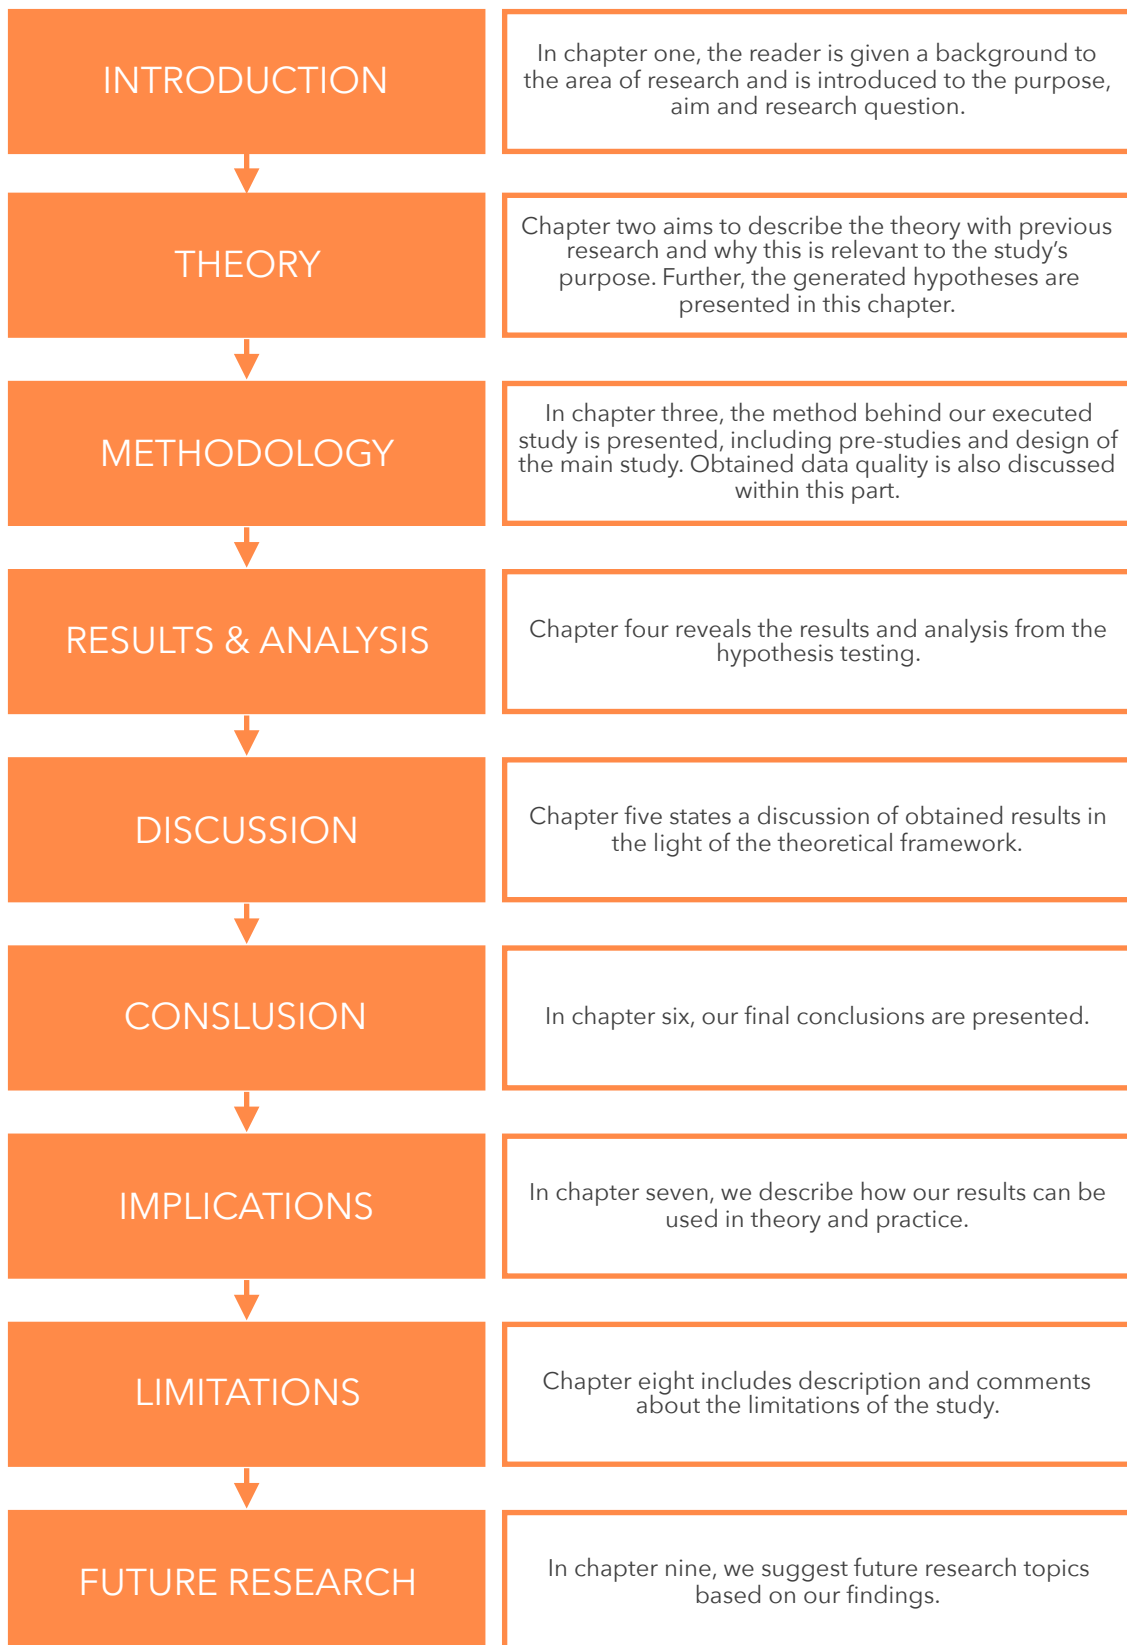 INTRODUCTION
In chapter one, the reader is given a background to
the area of research and is introduced to the purpose,
aim and research question.
THEORY
Chapter two aims to describe the theory with previous
research and why this is relevant to the study’s
purpose. Further, the generated hypotheses are
presented in this chapter.
METHODOLOGY
In chapter three, the method behind our executed
study is presented, including pre-studies and design of
the main study. Obtained data quality is also discussed
within this part.
RESULTS & ANALYSIS
Chapter four reveals the results and analysis from the
hypothesis testing.
DISCUSSION
Chapter five states a discussion of obtained results in
the light of the theoretical framework.
CONSLUSION
In chapter six, our final conclusions are presented.
IMPLICATIONS
In chapter seven, we describe how our results can be
used in theory and practice.
LIMITATIONS
Chapter eight includes description and comments
about the limitations of the study.
FUTURE RESEARCH
In chapter nine, we suggest future research topics
based on our findings.